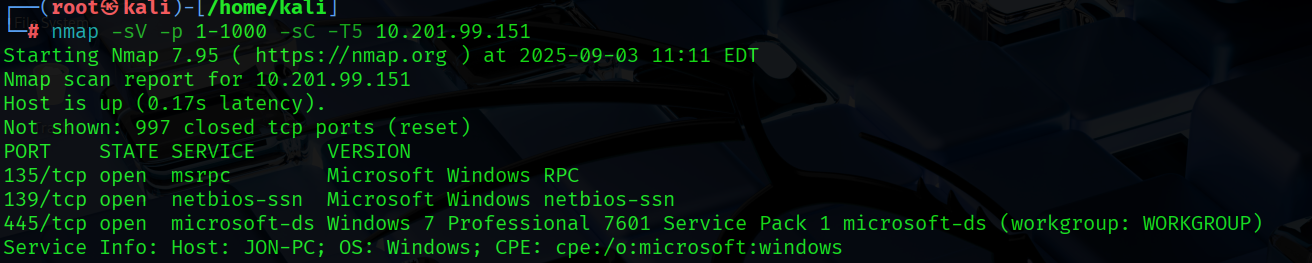 ┌──(root㉿kali)-[/home/kali]
└─# nmap -sV -p 1-1000 -sC -T5 10.201.99.151
Starting Nmap 7.95 ( https://nmap.org ) at 2025-09-03 11:11 EDT
Nmap scan report for 10.201.99.151
Host is up (0.17s latency).
Not shown: 997 closed tcp ports (reset)
PORT    STATE SERVICE      VERSION
135/tcp open  msrpc        Microsoft Windows RPC
139/tcp open  netbios-ssn  Microsoft Windows netbios-ssn
445/tcp open  microsoft-ds Windows 7 Professional 7601 Service Pack 1 microsoft-ds (workgroup: WORKGROUP)
Service Info: Host: JON-PC; OS: Windows; CPE: cpe:/o:microsoft:windows